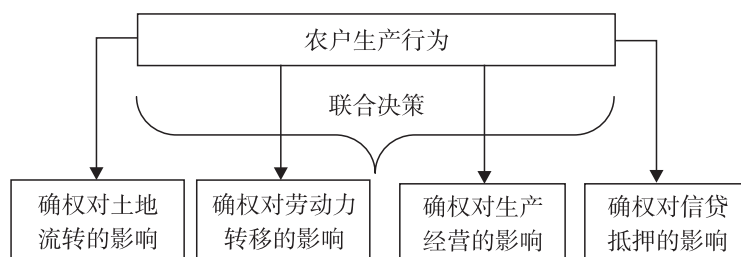 农户生产行为
联合决策
确权对土地
流转的影响
确权对劳动力
转移的影响
确权对生产
经营的影响
确权对信贷
抵押的影响